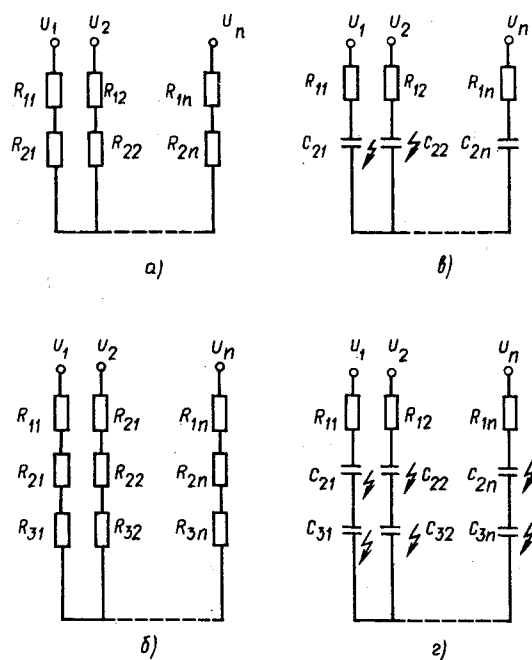 U1 U2 Un
R11 R12 R1n
R21 R22 R2n
а)
U1 U2 Un
R11 R12 R1n
C21 C22 C2n
в)
U1 U2 Un
R11 R21 R1n
R21 R22 R2n
R31 R32 R3n
б)
U1 U2 Un
R11 R12 R1n
C21 C22 C2n
C31 C32 C3n
г)